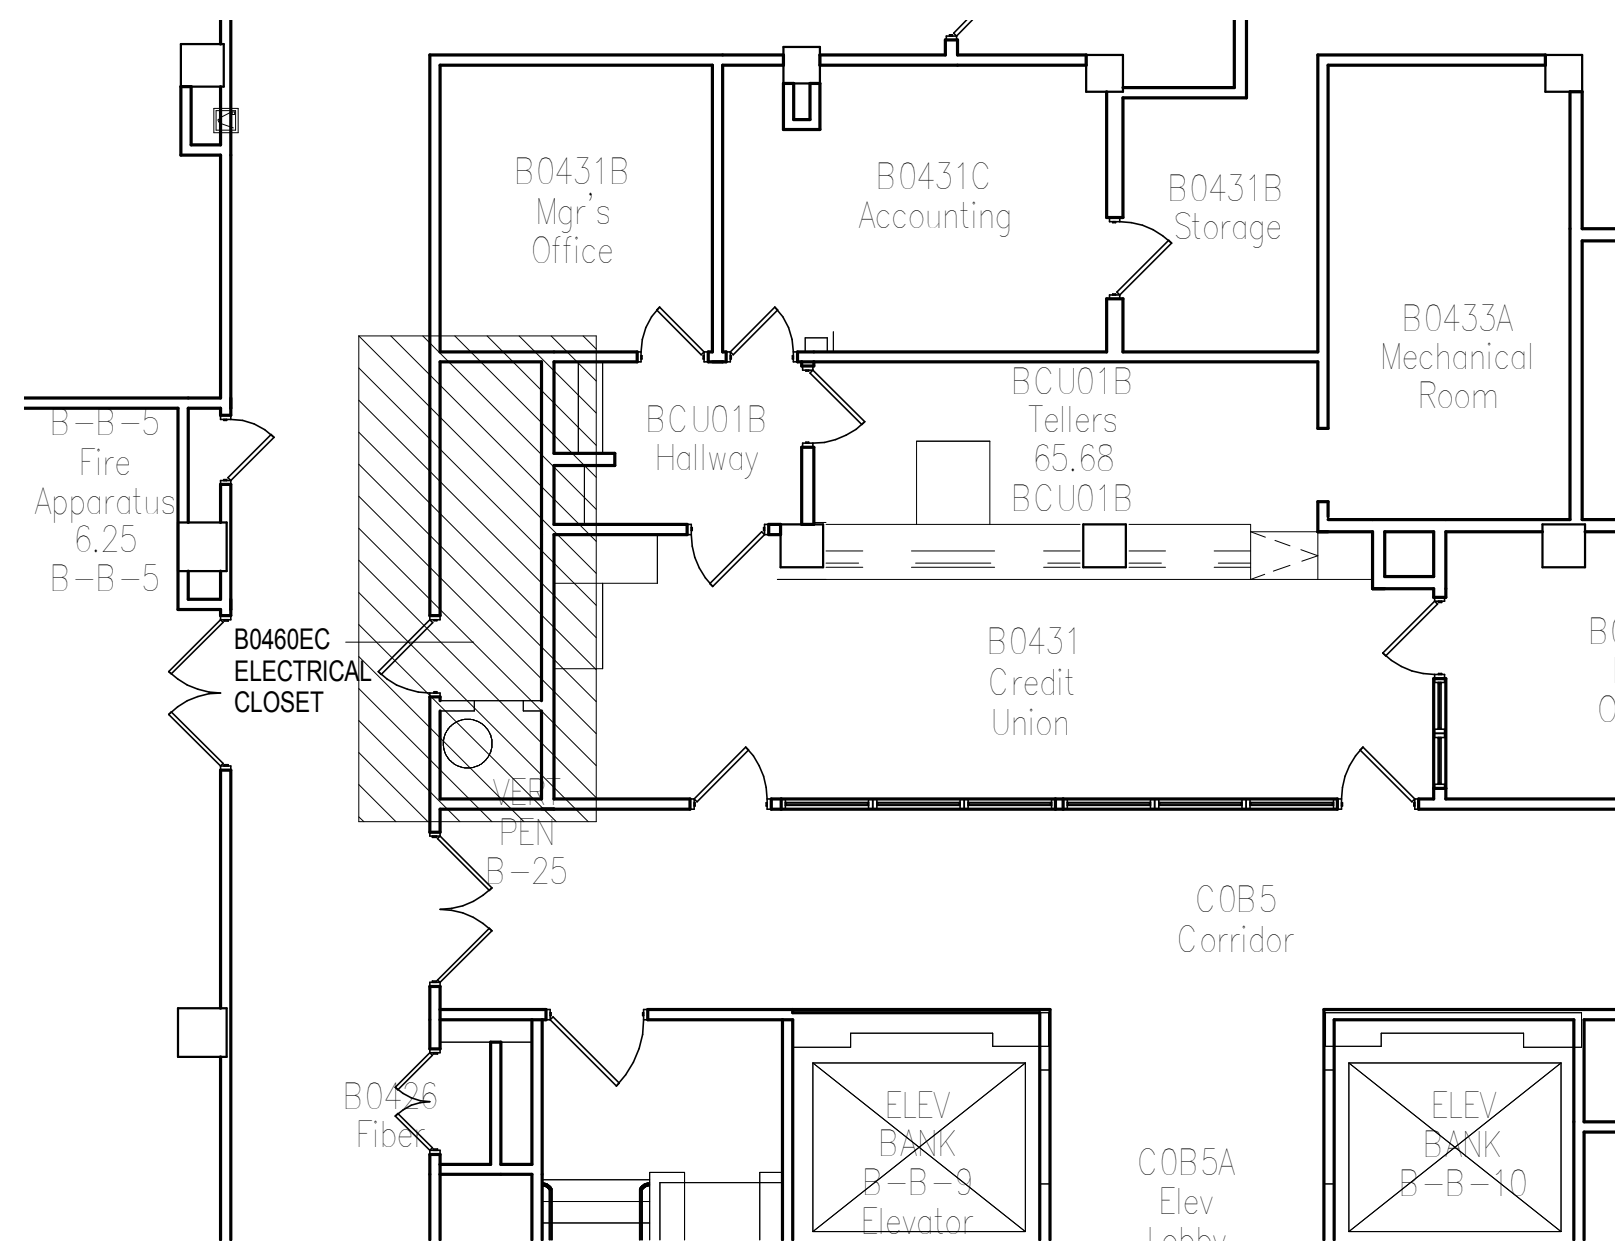 B0431B
Mgr's
Office
B0431C
Accounting
B0431B
Storage
B0433A
Mechanical
Room
B-B-5
Fire
Apparatus
6.25
B-B-5
BCU01B
Hallway
BCU01B
Tellers
65.68
BCU01B
B0460EC
ELECTRICAL
CLOSET
B0431
Credit
Union
VERT
PEN
B-25
C0B5
Corridor
B0426
Fiber
ELEV
BANK
B-B-9
Elevator
C0B5A
Elev
Lobby
ELEV
BANK
B-B-10